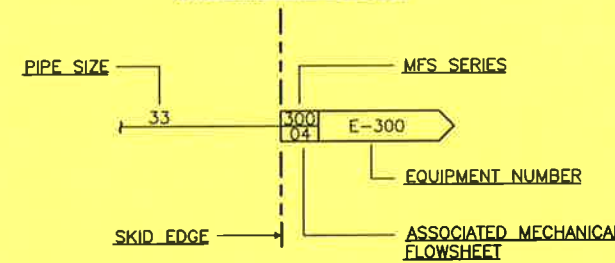 PIPE SIZE
MFS SERIES
33
300
04
E-300
EQUIPMENT NUMBER
SKID EDGE
ASSOCIATED MECHANICAL
FLOWSHEET